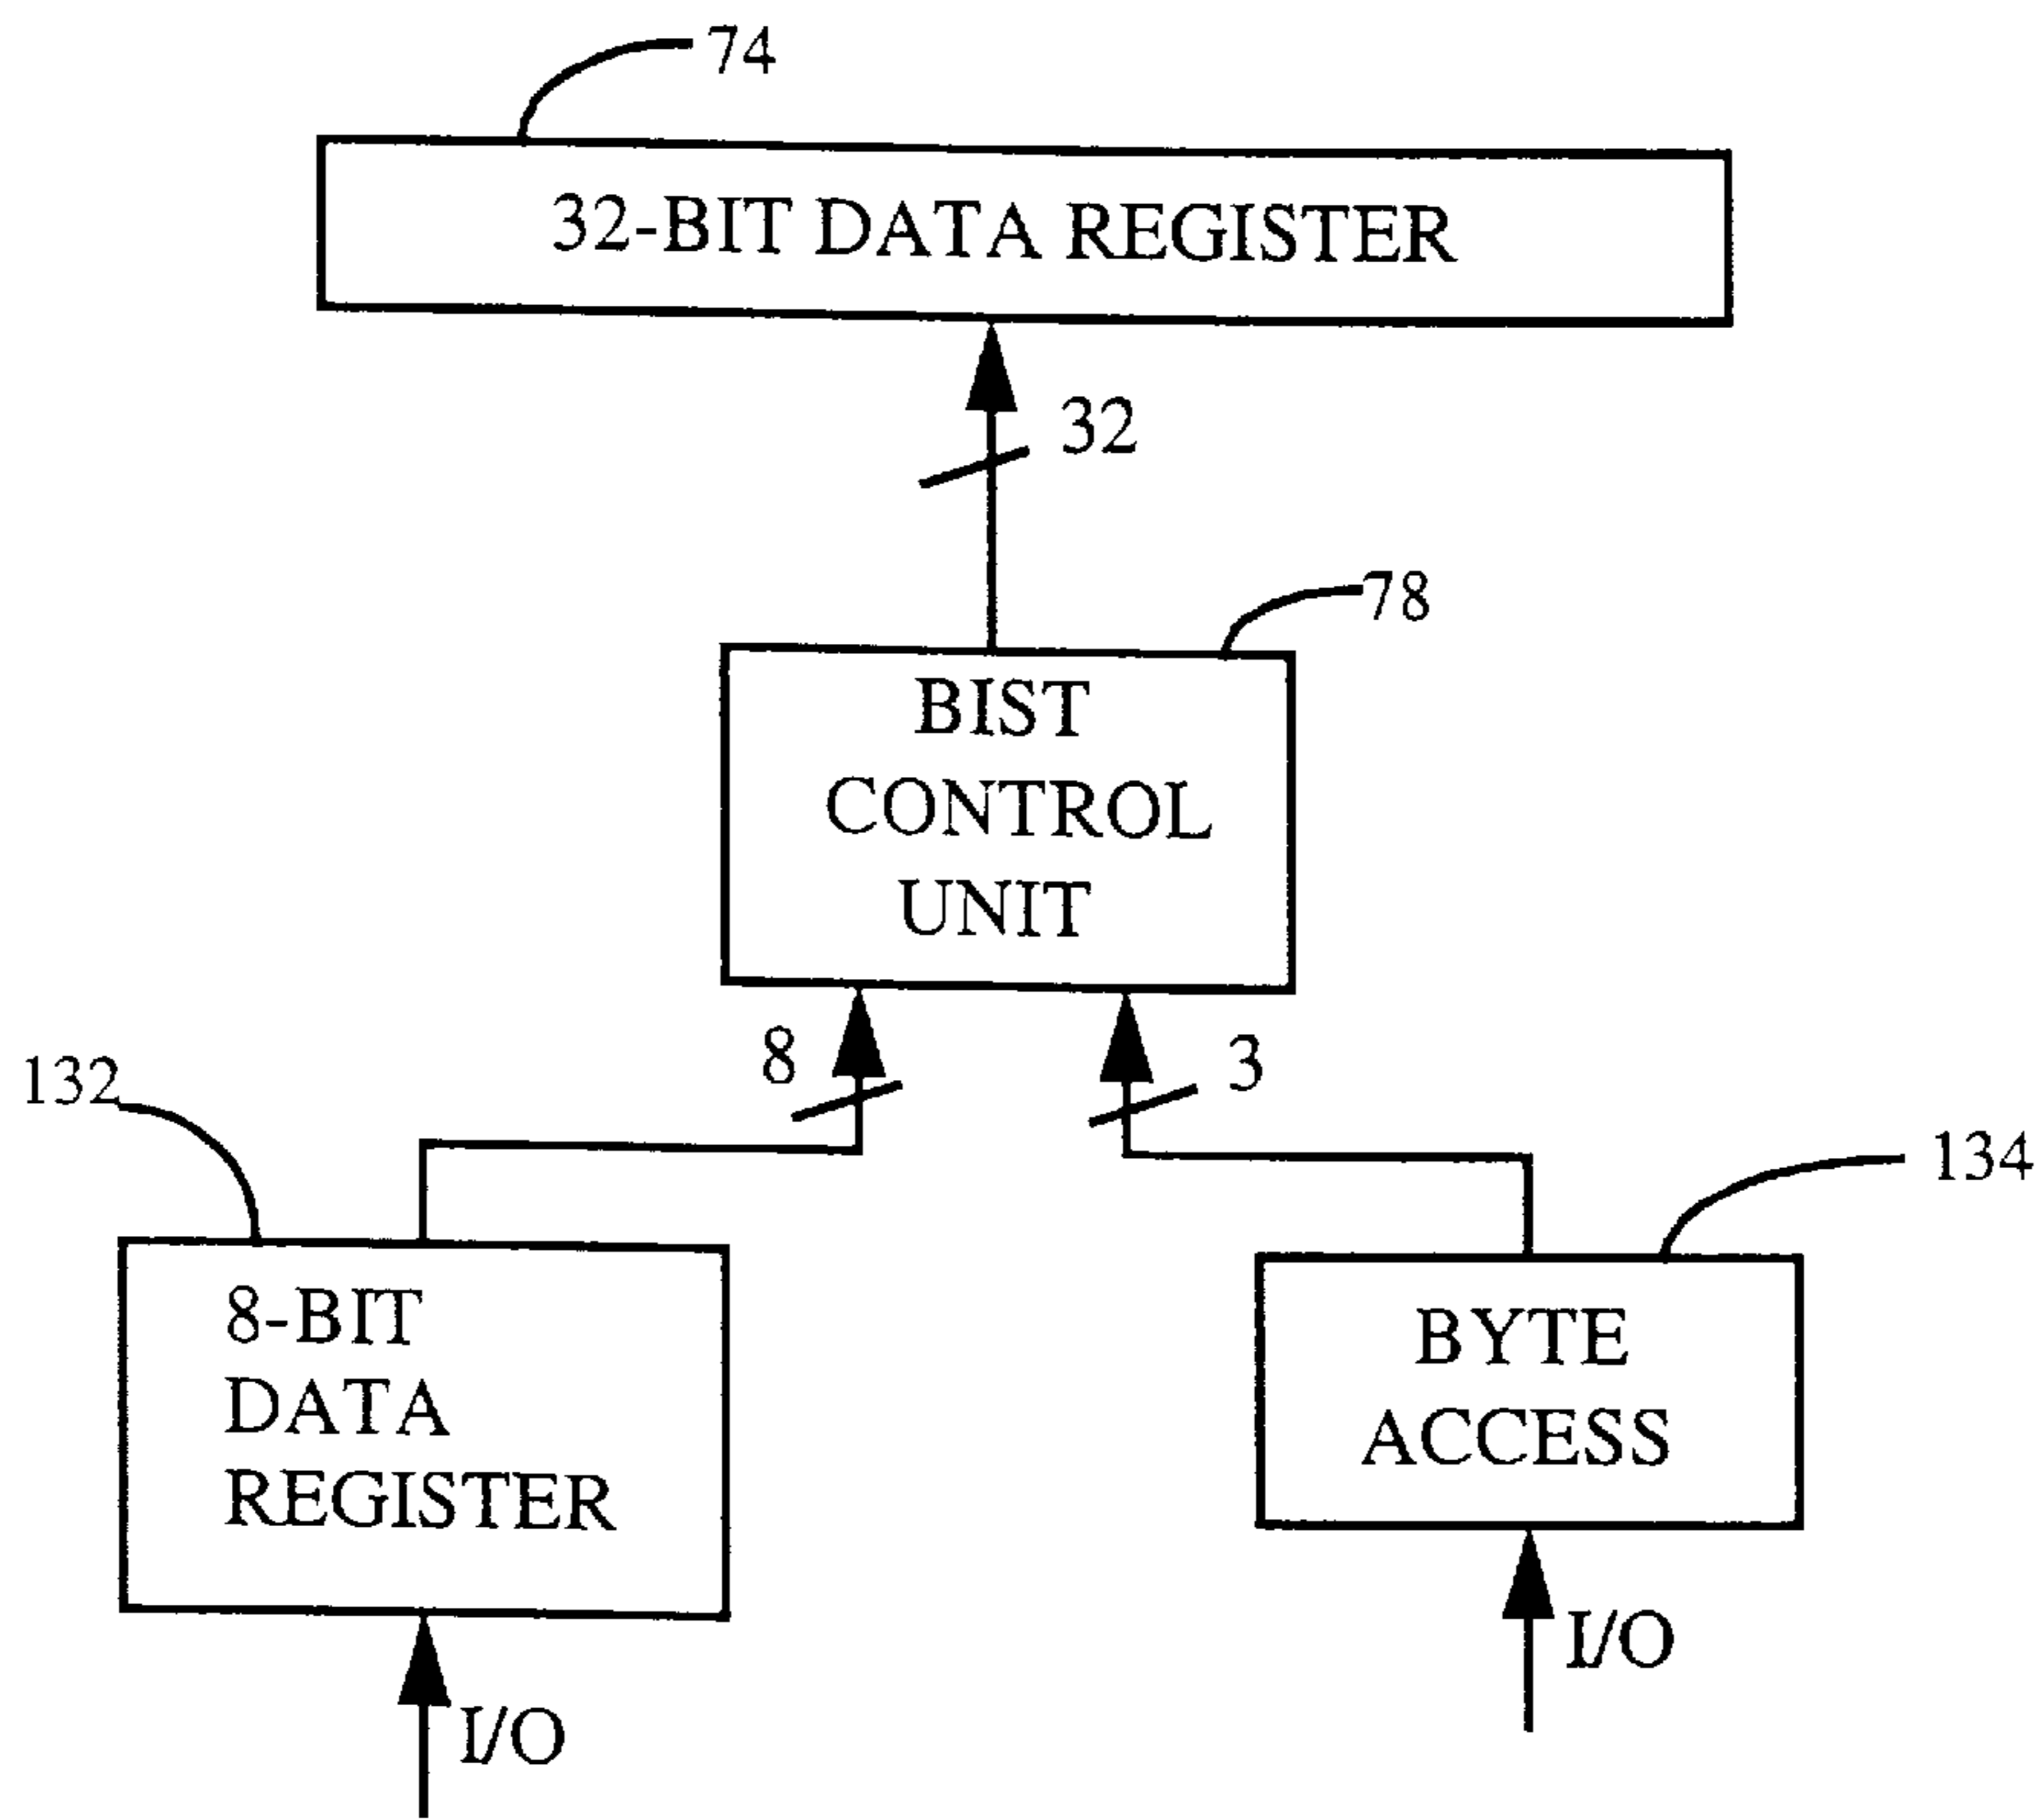 74
32-BIT DATA REGISTER
32
78
BIST
CONTROL
UNIT
8
3
132
134
8-BIT
DATA
REGISTER
BYTE
ACCESS
I/O
I/O